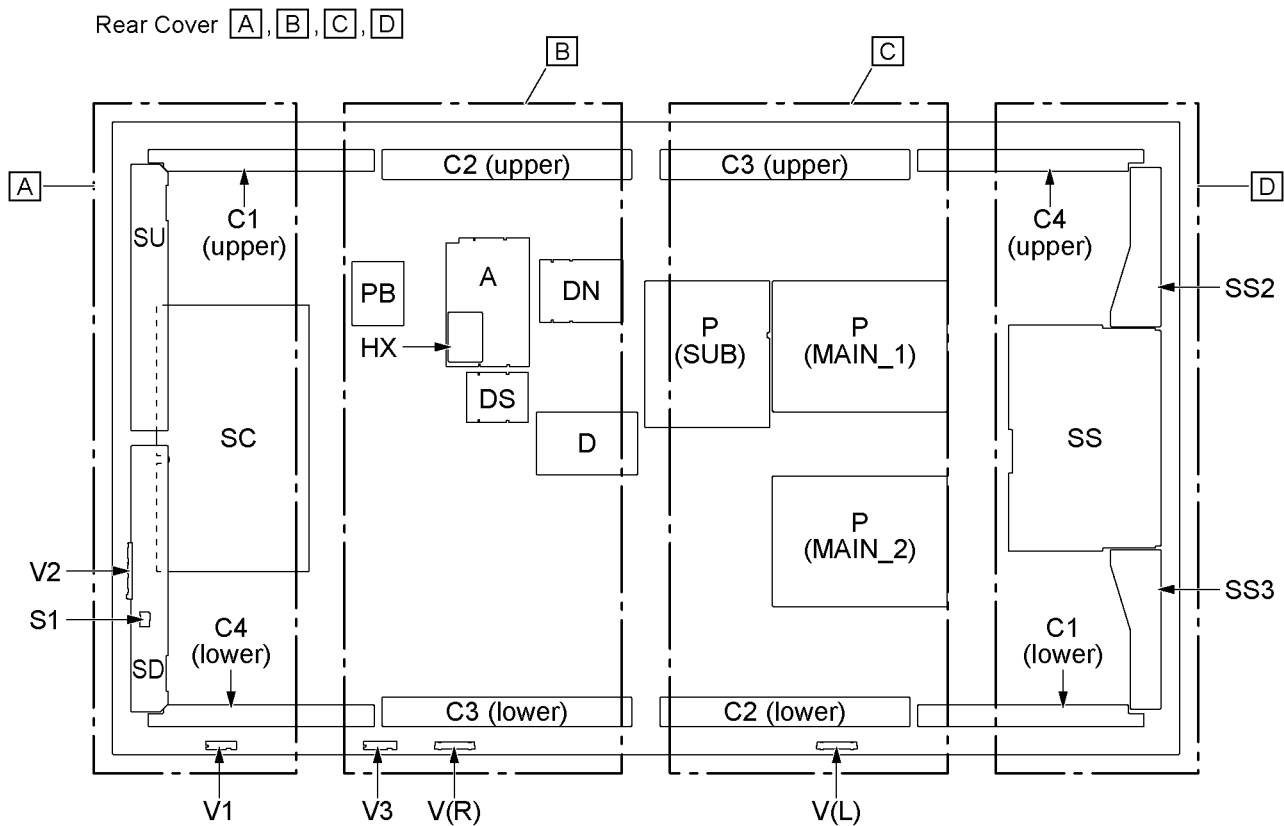 Rear Cover A, B, C, D
B
C
A
D
C2 (upper)
C3 (upper)
C1
(upper)
C4
(upper)
SU
PB
A
DN
HX
DS
D
P
(SUB)
P
(MAIN_1)
SS2
SC
SS
P
(MAIN_2)
V2
S1
SD
SS3
C4
(lower)
C1
(lower)
C3 (lower)
C2 (lower)
V1
V3
V(R)
V(L)